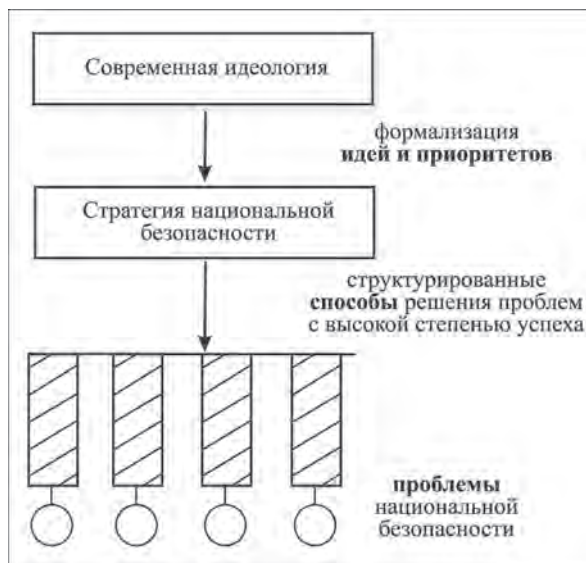 Современная идеология
формализация
идей и приоритетов
Стратегия национальной
безопасности
структурированные
способы решения проблем
с высокой степенью успеха
проблемы
национальной
безопасности